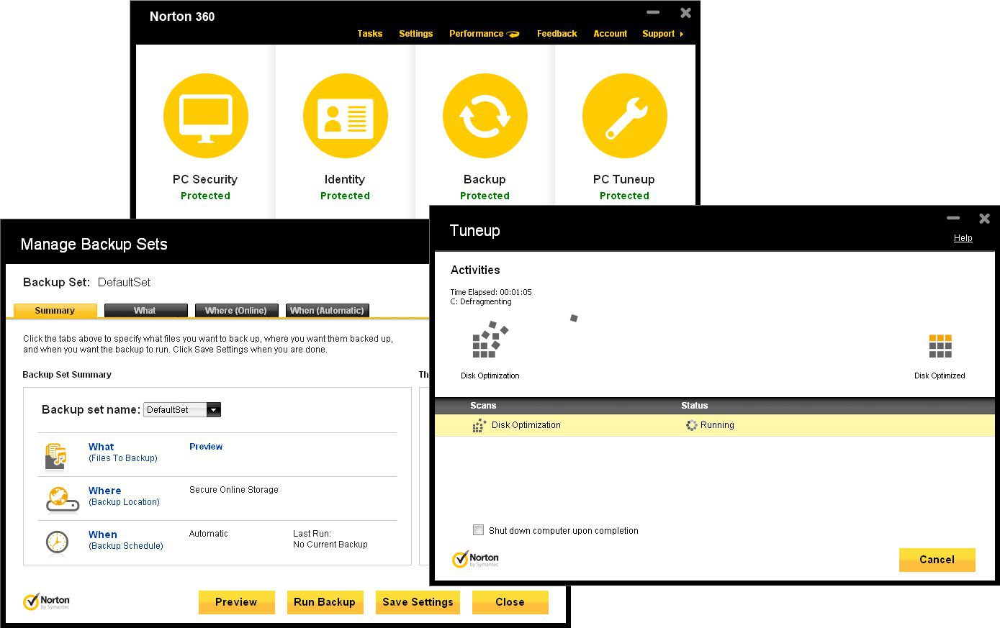 Norton 360
Tasks Settings Performance Feedback Account Support
PC Security Identity Backup PC Tuneup
Protected Protected Protected Protected
Manage Backup Sets
Backup Set: DefaultSet
Summary What Where (Online) When (Automatic)
Click the tabs above to specify what files you want to back up, where you want them backed up,
and when you want the backup to run. Click Save Settings when you are done.
Backup Set Summary Th
Backup set name: DefaultSet
What Preview
(Files To Backup)
Where Secure Online Storage
(Backup Location)
When Automatic Last Run:
(Backup Schedule) No Current Backup
Norton
by Symantec
Preview Run Backup Save Settings Close
Tuneup
Help
Activities
Time Elapsed: 00:01:05
C: Defragmenting
Disk Optimization Disk Optimized
Scans Status
Disk Optimization Running
Shut down computer upon completion
Norton
by Symantec
Cancel